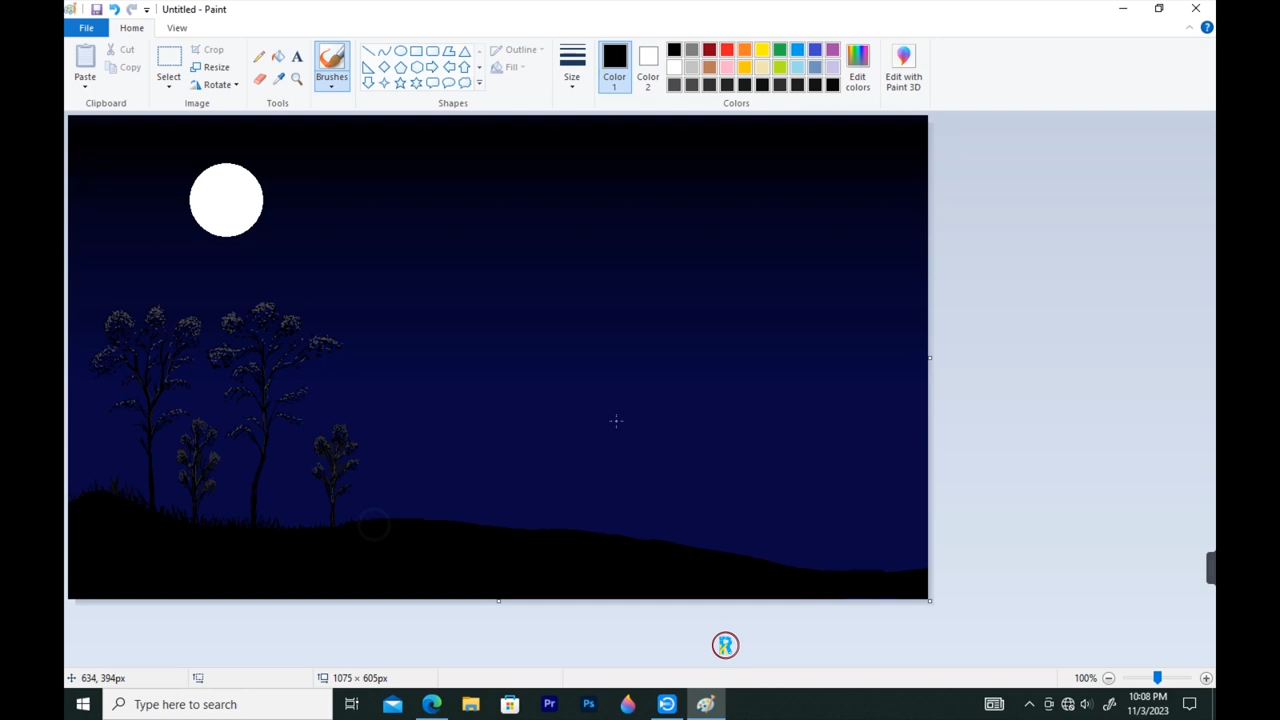 Untitled - Paint
File
Home
View
Paste
Cut
Copy
Clipboard
Select
Crop
Resize
Rotate
Image
A
Tools
Brushes
Outline
Fill
Shapes
Size
Color 1
Color 2
Edit colors
Colors
Edit with Paint 3D
634, 394px
1075 × 605px
100%
Type here to search
Pr
Ps
10:08 PM
11/3/2023